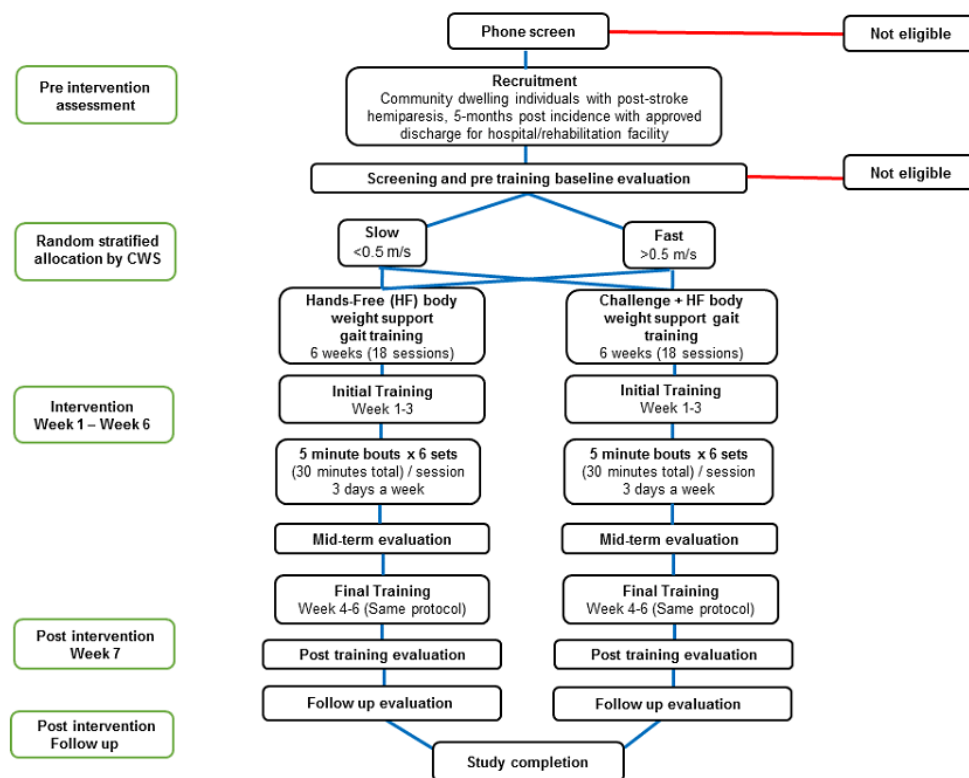 Phone screen
Not eligible
Pre intervention
assessment
Recruitment
Community dwelling individuals with post-stroke
hemiparesis, 5-months post incidence with approved
discharge for hospital/rehabilitation facility
Screening and pre training baseline evaluation
Not eligible
Random stratified
allocation by CWS
Slow
<0.5 m/s
Fast
>0.5 m/s
Hands-Free (HF) body
weight support
gait training
6 weeks (18 sessions)
Challenge + HF body
weight support gait
training
6 weeks (18 sessions)
Intervention
Week 1 – Week 6
Initial Training
Week 1-3
Initial Training
Week 1-3
5 minute bouts x 6 sets
(30 minutes total) / session
3 days a week
5 minute bouts x 6 sets
(30 minutes total) / session
3 days a week
Mid-term evaluation
Mid-term evaluation
Final Training
Week 4-6 (Same protocol)
Final Training
Week 4-6 (Same protocol)
Post intervention
Week 7
Post training evaluation
Post training evaluation
Follow up evaluation
Follow up evaluation
Post intervention
Follow up
Study completion